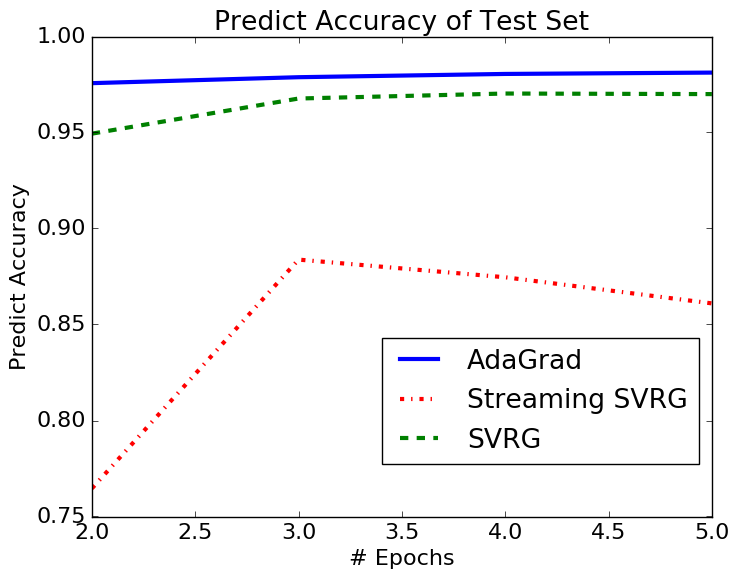 Predict Accuracy of Test Set
1.00
0.95
0.90
0.85
0.80
0.75
Predict Accuracy
AdaGrad
Streaming SVRG
SVRG
2.0 2.5 3.0 3.5 4.0 4.5 5.0
# Epochs